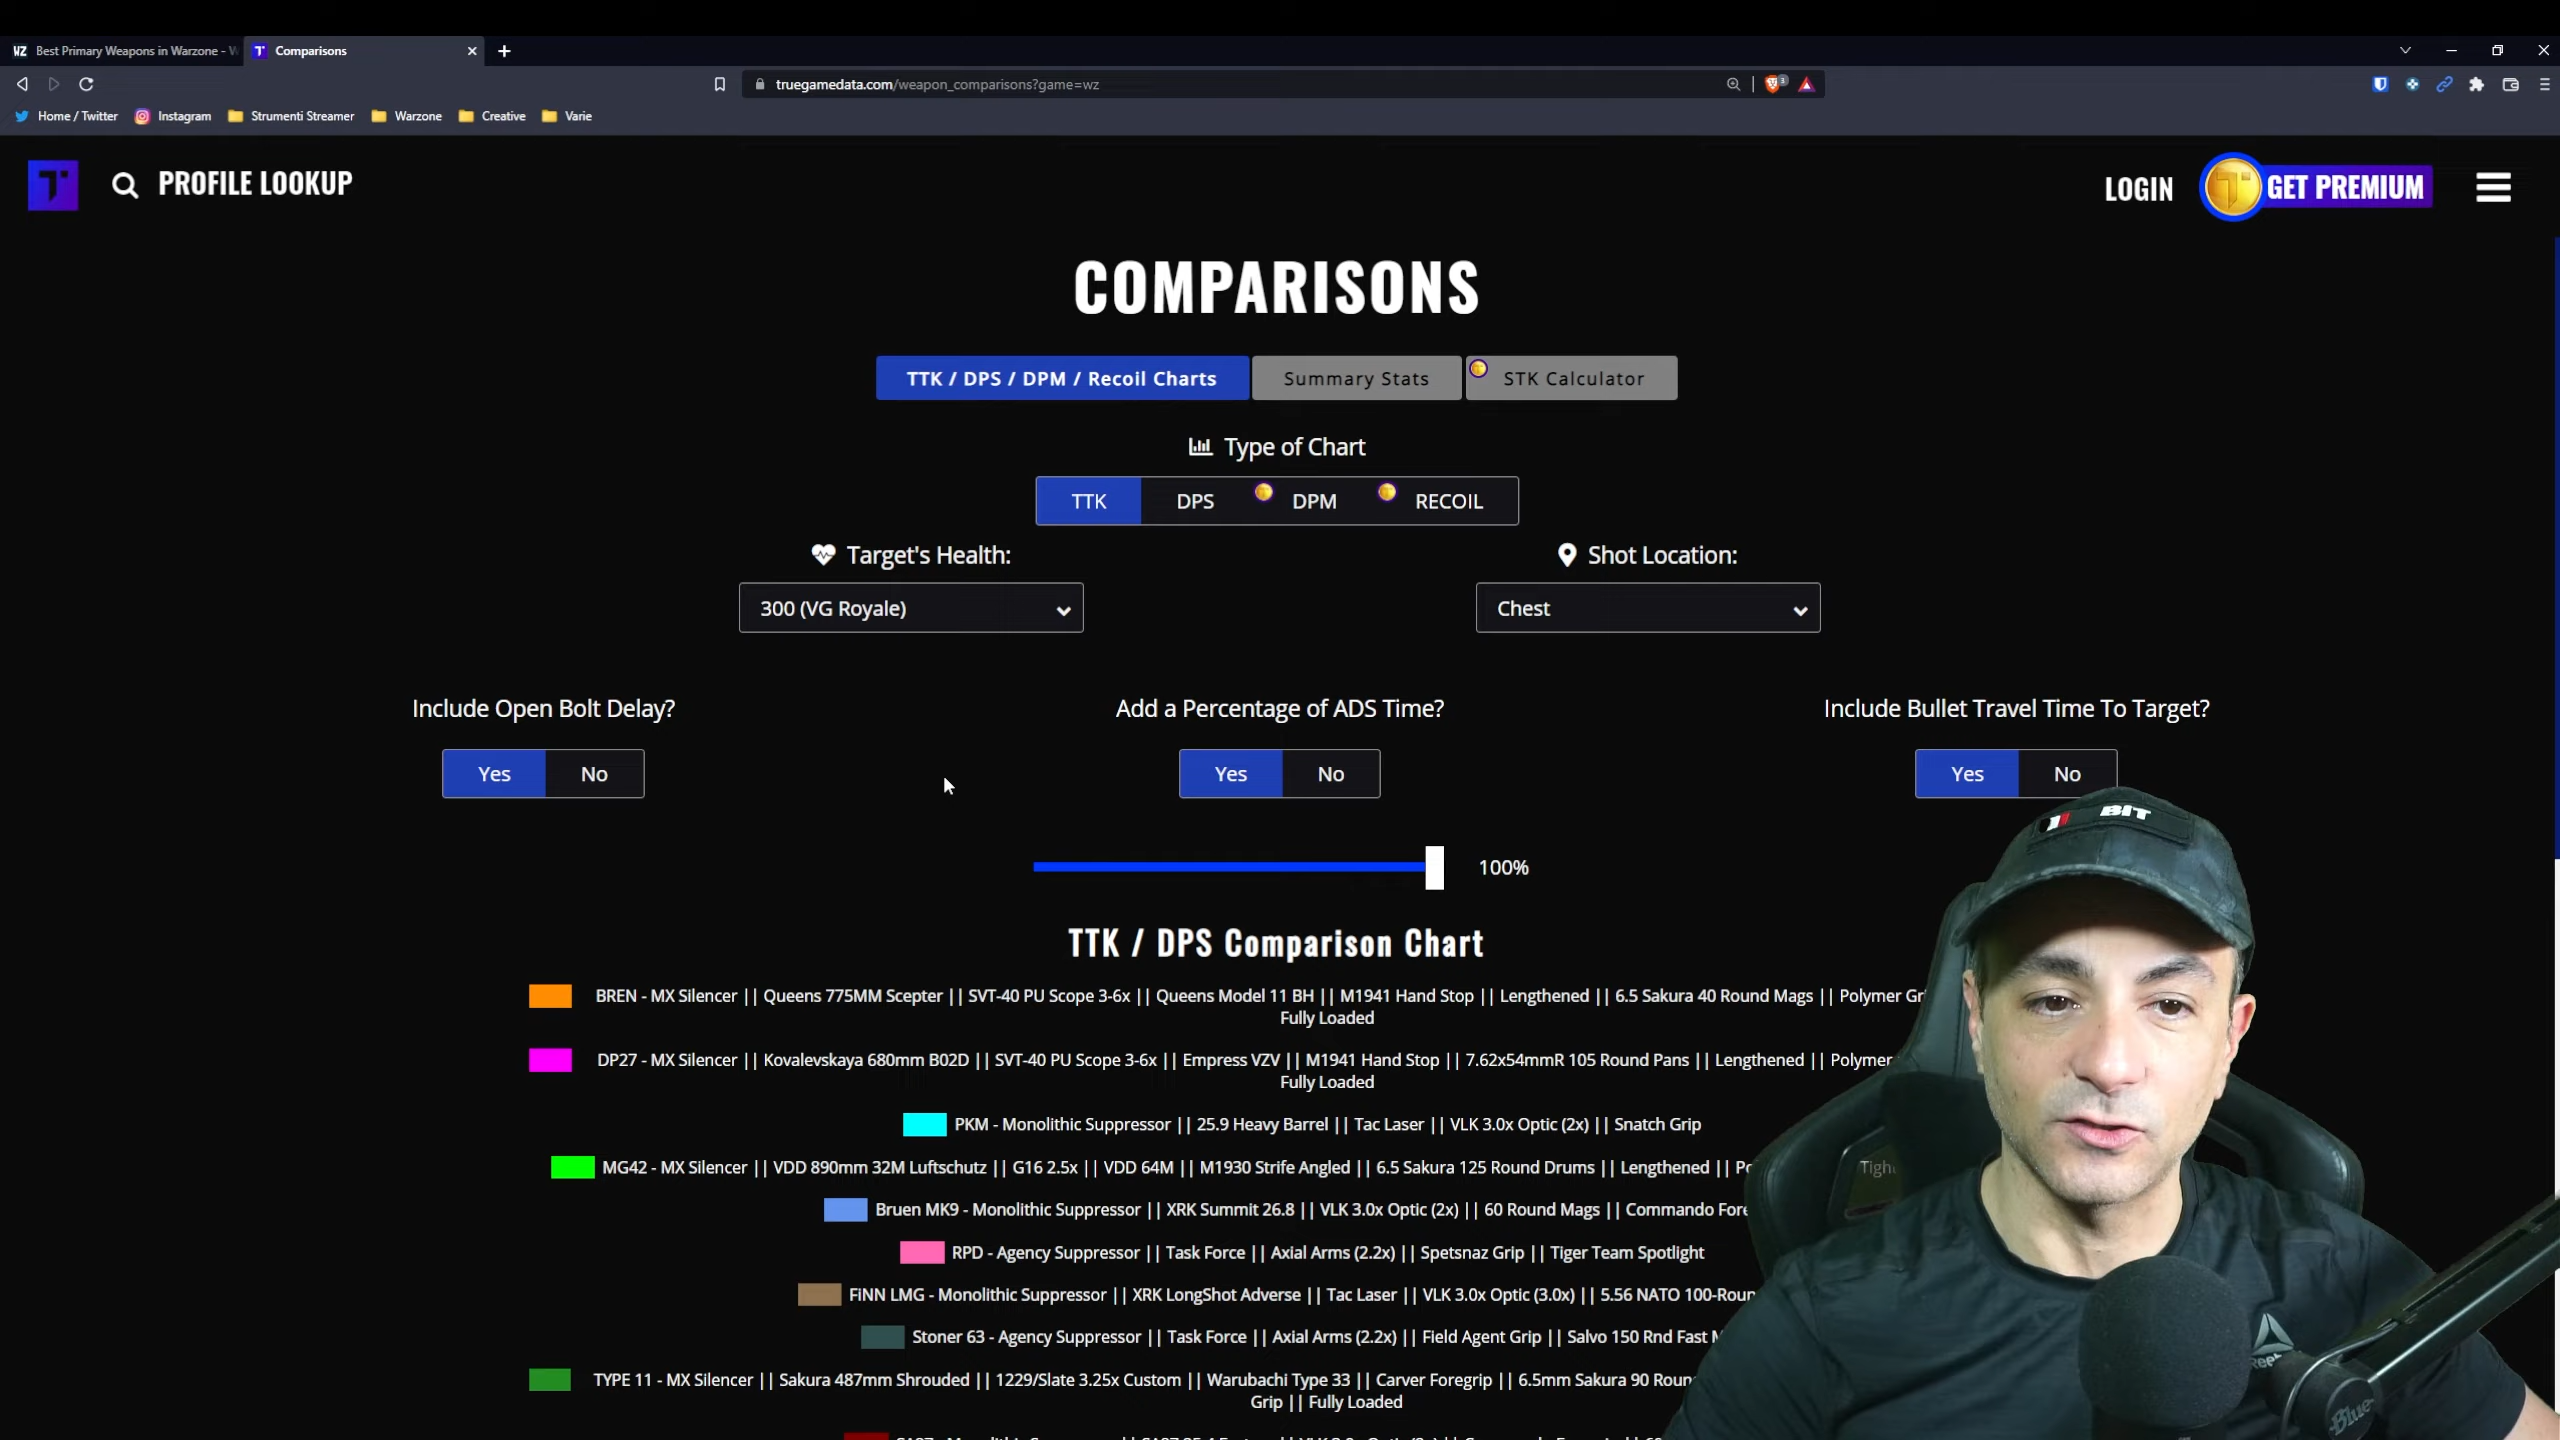 WZ Best Primary Weapons in Warzone - W
Comparisons
truegamedata.com/weapon_comparisons?game=wz
3
Home / Twitter Instagram Strumenti Streamer Warzone Creative Varie
PROFILE LOOKUP
LOGIN
GET PREMIUM
COMPARISONS
TTK / DPS / DPM / Recoil Charts Summary Stats STK Calculator
Type of Chart
TTK DPS DPM RECOIL
Target's Health: Shot Location:
300 (VG Royale) Chest
Include Open Bolt Delay? Add a Percentage of ADS Time? Include Bullet Travel Time To Target?
Yes No Yes No Yes No
100%
TTK / DPS Comparison Chart
BREN - MX Silencer || Queens 775MM Scepter || SVT-40 PU Scope 3-6x || Queens Model 11 BH || M1941 Hand Stop || Lengthened || 6.5 Sakura 40 Round Mags || Polymer Gr
Fully Loaded
DP27 - MX Silencer || Kovalevskaya 680mm B02D || SVT-40 PU Scope 3-6x || Empress VZV || M1941 Hand Stop || 7.62x54mmR 105 Round Pans || Lengthened || Polymer
Fully Loaded
PKM - Monolithic Suppressor || 25.9 Heavy Barrel || Tac Laser || VLK 3.0x Optic (2x) || Snatch Grip
MG42 - MX Silencer || VDD 890mm 32M Luftschutz || G16 2.5x || VDD 64M || M1930 Strife Angled || 6.5 Sakura 125 Round Drums || Lengthened || Po Tight
Bruen MK9 - Monolithic Suppressor || XRK Summit 26.8 || VLK 3.0x Optic (2x) || 60 Round Mags || Commando Fore
RPD - Agency Suppressor || Task Force || Axial Arms (2.2x) || Spetsnaz Grip || Tiger Team Spotlight
FiNN LMG - Monolithic Suppressor || XRK LongShot Adverse || Tac Laser || VLK 3.0x Optic (3.0x) || 5.56 NATO 100-Roun
Stoner 63 - Agency Suppressor || Task Force || Axial Arms (2.2x) || Field Agent Grip || Salvo 150 Rnd Fast M
TYPE 11 - MX Silencer || Sakura 487mm Shrouded || 1229/Slate 3.25x Custom || Warubachi Type 33 || Carver Foregrip || 6.5mm Sakura 90 Roun
Grip || Fully Loaded
BIT
Reebok
Blue